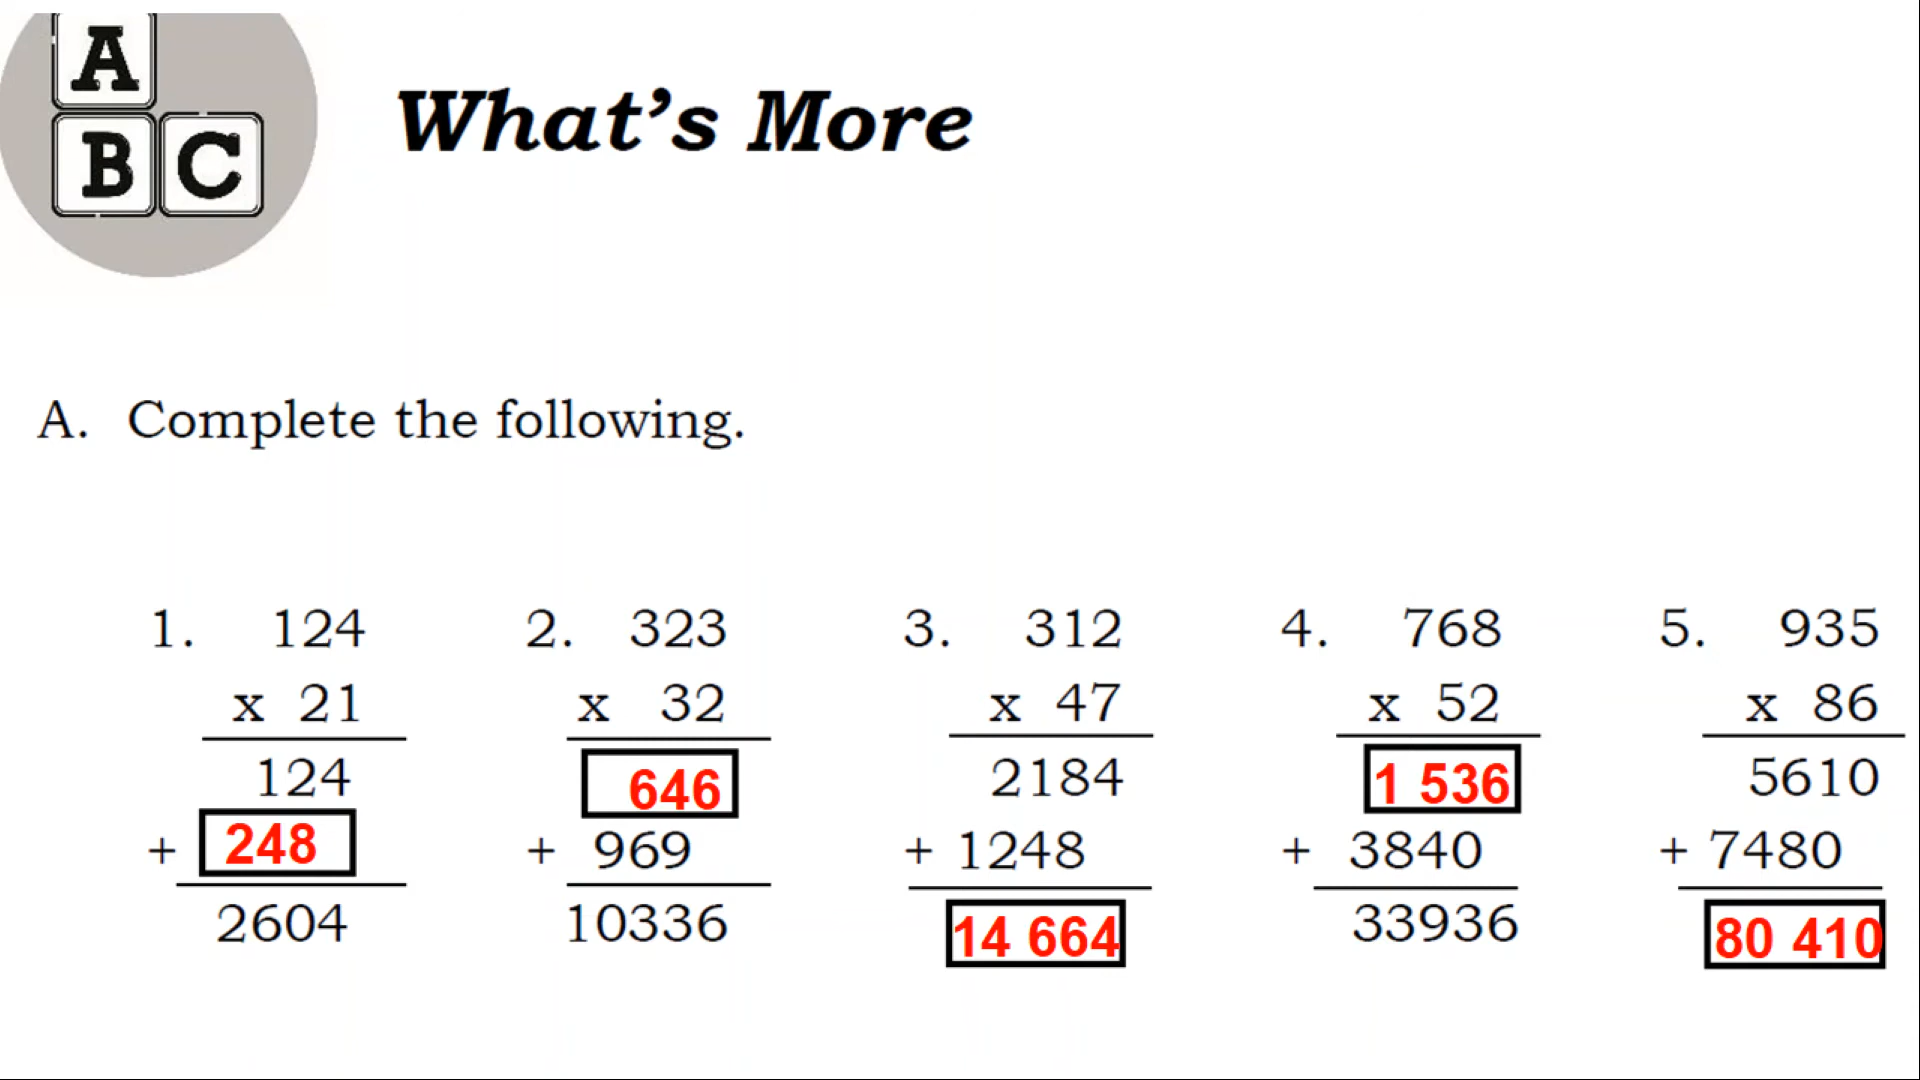 A
B C
What's More
A. Complete the following.
1. 124 2. 323 3. 312 4. 768 5. 935
x 21 x 32 x 47 x 52 x 86
124 646 2184 1 536 5610
+ 248 + 969 + 1248 + 3840 + 7480
2604 10336 14 664 33936 80 410